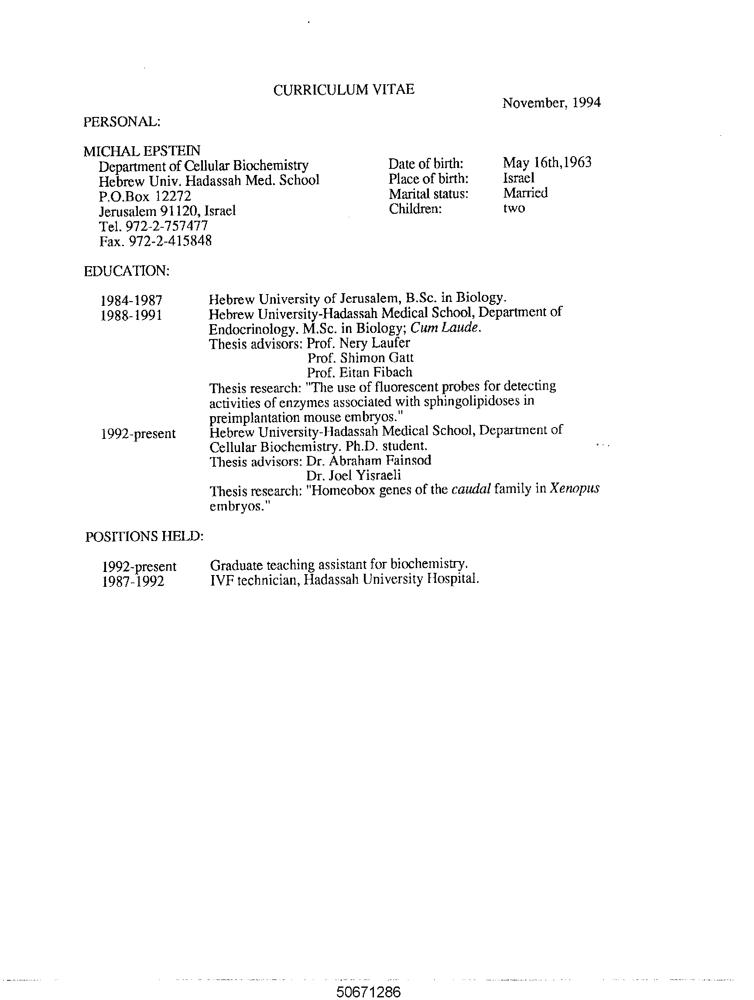 CURRICULUM VITAE
November, 1994
PERSONAL:
MICHAL EPSTEIN
Department of Cellular Biochemistry
Hebrew Univ. Hadassah Med. School
P.O.Box 12272
Jerusalem 91120, Israel
Tel. 972-2-757477
Fax. 972-2-415848
Date of birth: May 16th,1963
Place of birth: Israel
Marital status: Married
Children: two
EDUCATION:
1984-1987 Hebrew University of Jerusalem, B.Sc. in Biology.
1988-1991 Hebrew University-Hadassah Medical School, Department of
Endocrinology. M.Sc. in Biology; Cum Laude.
Thesis advisors: Prof. Nery Laufer
Prof. Shimon Gatt
Prof. Eitan Fibach
Thesis research: "The use of fluorescent probes for detecting
activities of enzymes associated with sphingolipidoses in
preimplantation mouse embryos."
1992-present Hebrew University-Hadassah Medical School, Department of
Cellular Biochemistry. Ph.D. student.
Thesis advisors: Dr. Abraham Fainsod
Dr. Joel Yisraeli
Thesis research: "Homeobox genes of the caudal family in Xenopus
embryos."
POSITIONS HELD:
1992-present Graduate teaching assistant for biochemistry.
1987-1992 IVF technician, Hadassah University Hospital.
50671286